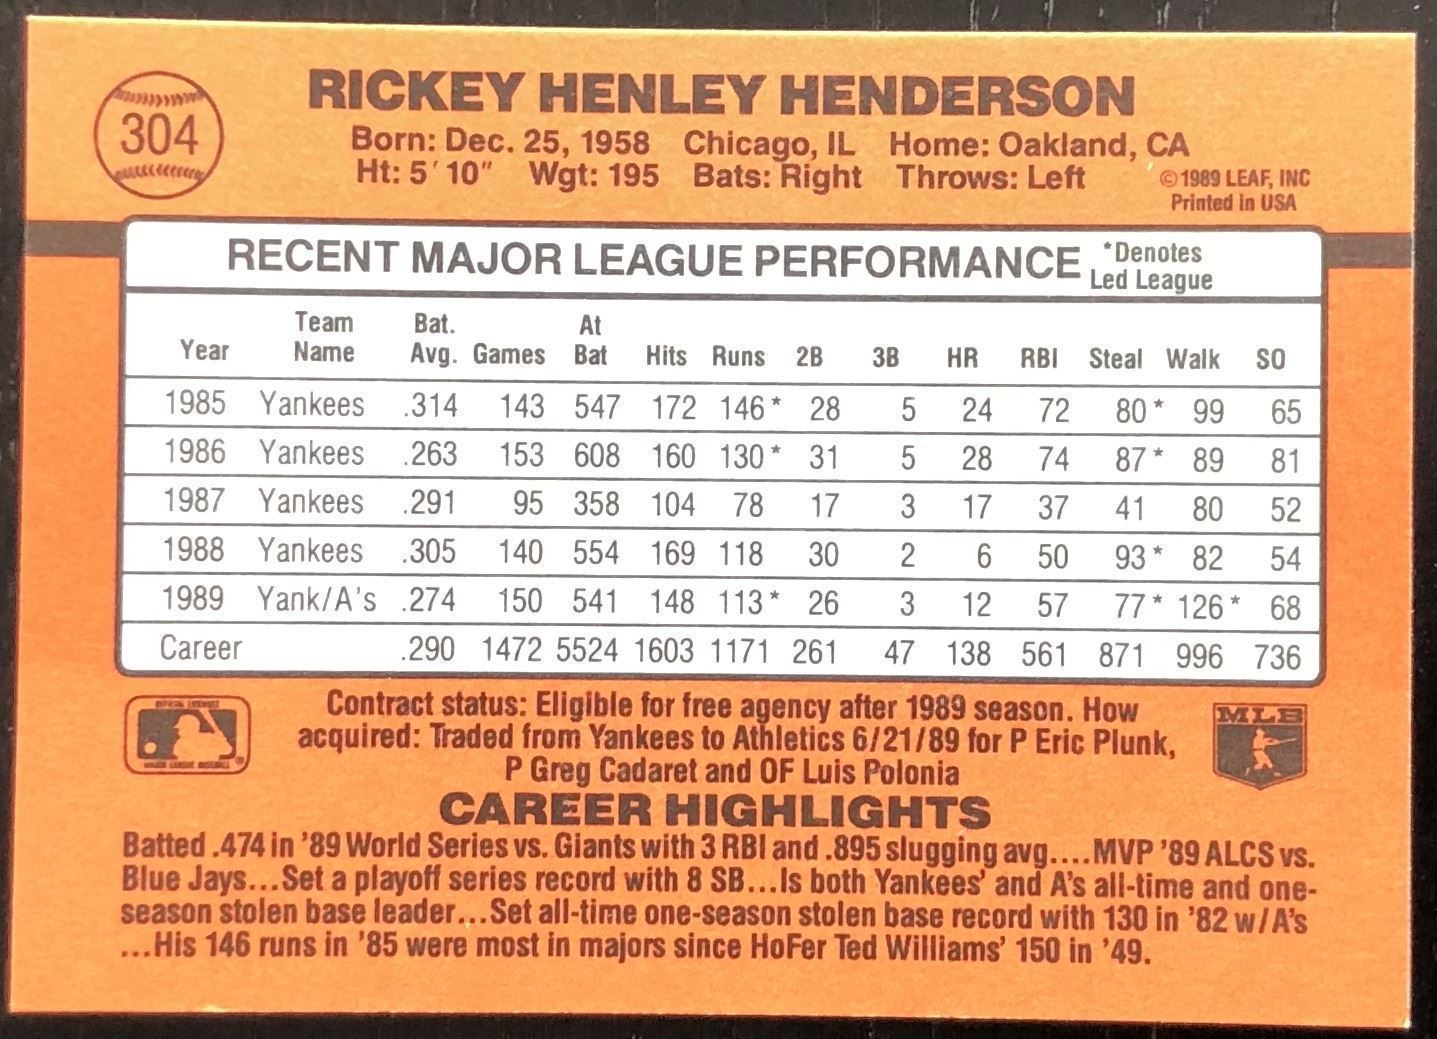 304
RICKEY HENLEY HENDERSON
Born: Dec. 25, 1958 Chicago, IL Home: Oakland, CA
Ht: 5' 10" Wgt: 195 Bats: Right Throws: Left
©1989 LEAF, INC
Printed in USA
RECENT MAJOR LEAGUE PERFORMANCE *Denotes
Led League
Year Team Name Bat. Avg. Games At Bat Hits Runs 2B 3B HR RBI Steal Walk SO
1985 Yankees .314 143 547 172 146* 28 5 24 72 80* 99 65
1986 Yankees .263 153 608 160 130* 31 5 28 74 87* 89 81
1987 Yankees .291 95 358 104 78 17 3 17 37 41 80 52
1988 Yankees .305 140 554 169 118 30 2 6 50 93* 82 54
1989 Yank/A's .274 150 541 148 113* 26 3 12 57 77* 126* 68
Career .290 1472 5524 1603 1171 261 47 138 561 871 996 736
Contract status: Eligible for free agency after 1989 season. How
acquired: Traded from Yankees to Athletics 6/21/89 for P Eric Plunk,
P Greg Cadaret and OF Luis Polonia
MLB
CAREER HIGHLIGHTS
Batted .474 in '89 World Series vs. Giants with 3 RBI and .895 slugging avg....MVP '89 ALCS vs.
Blue Jays...Set a playoff series record with 8 SB...Is both Yankees' and A's all-time and one-
season stolen base leader...Set all-time one-season stolen base record with 130 in '82 w/A's
...His 146 runs in '85 were most in majors since HoFer Ted Williams' 150 in '49.